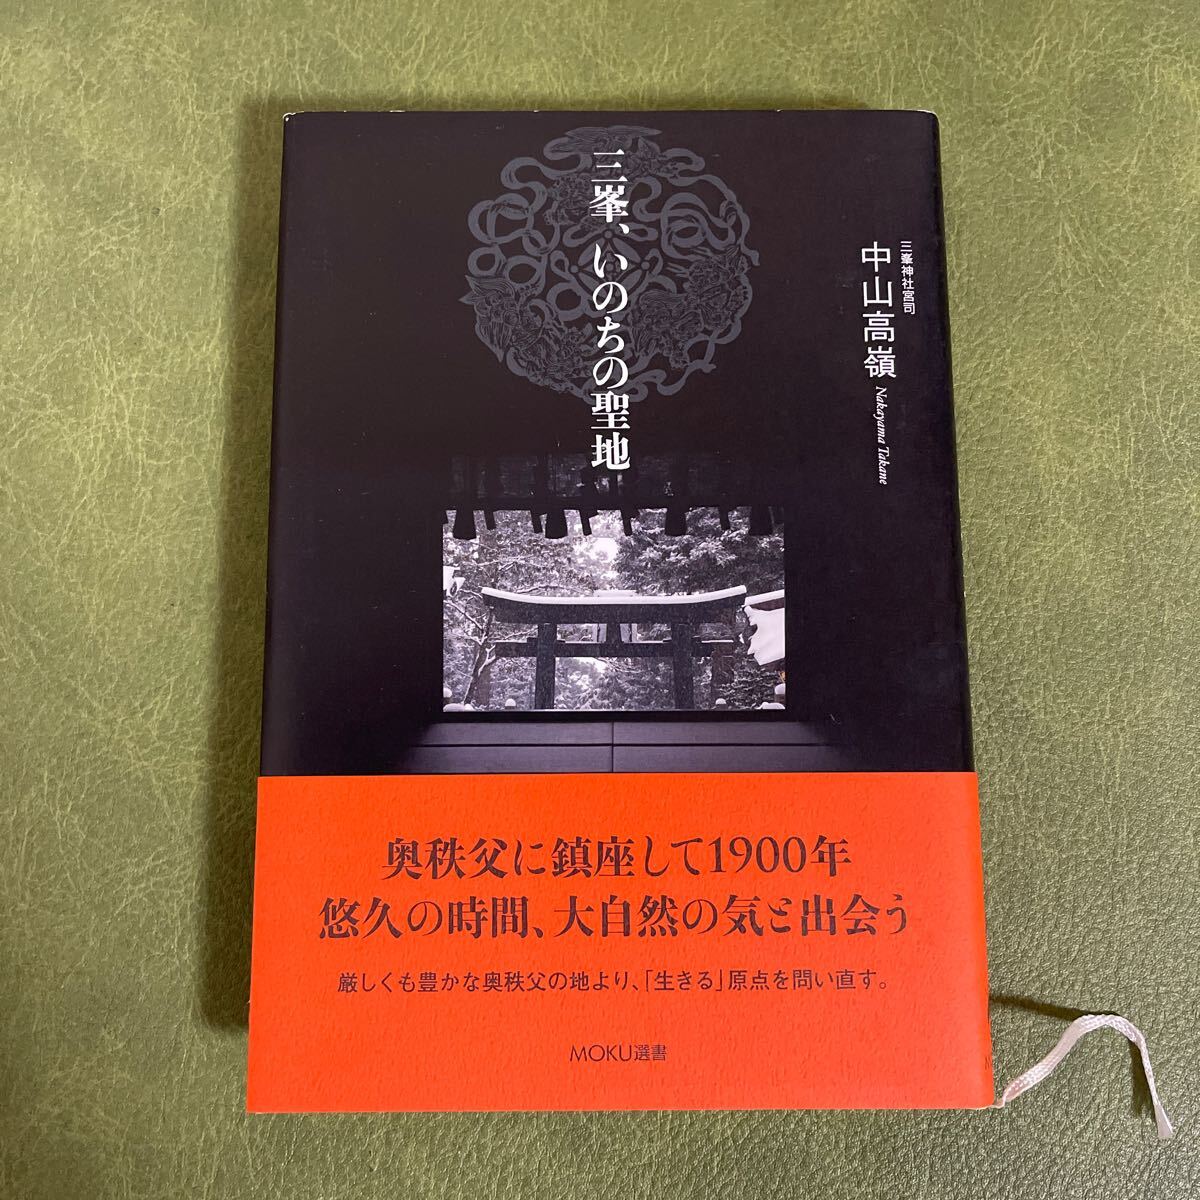 三峯、いのちの聖地
三峯神社宮司
中山高嶺 Nakayama Takane
奥秩父に鎮座して1900年
悠久の時間、大自然の気と出会う
厳しくも豊かな奥秩父の地より、「生きる」原点を問い直す。
MOKU選書